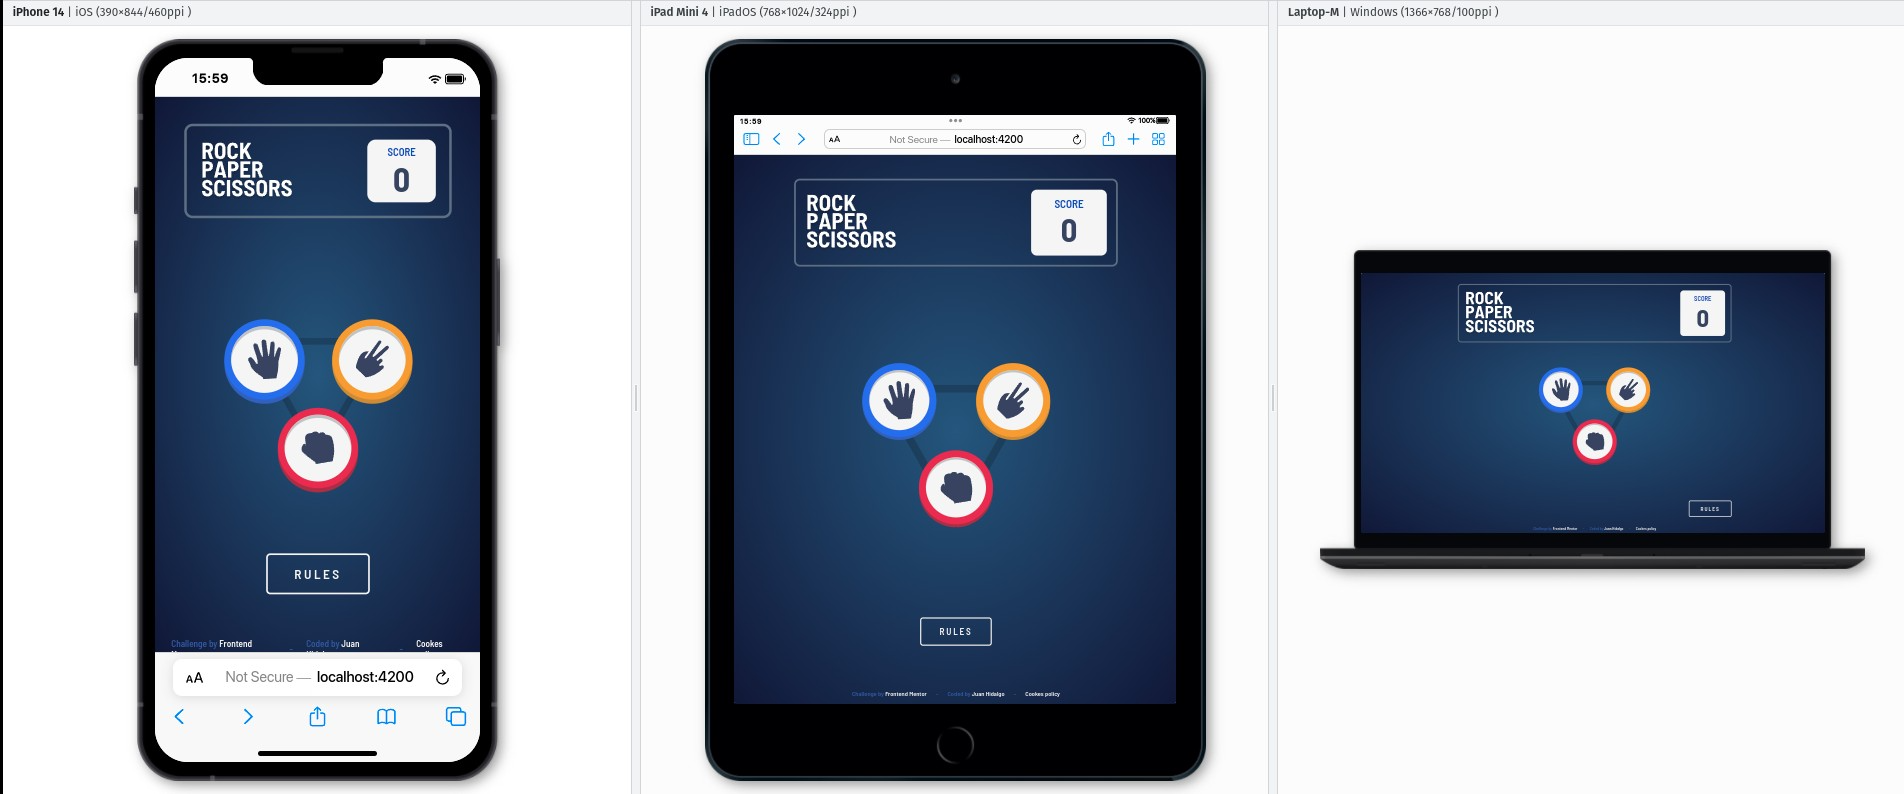 iPhone 14 | iOS (390×844/460ppi )
15:59
ROCK
PAPER
SCISSORS
SCORE
0
RULES
Challenge by Frontend
Coded by Juan
Cookes
AA Not Secure — localhost:4200
iPad Mini 4 | iPadOS (768×1024/324ppi )
15:59
100%
AA Not Secure — localhost:4200
ROCK
PAPER
SCISSORS
SCORE
0
RULES
Challenge by Frontend Mentor - Coded by Juan Hidalgo - Cookes policy
Laptop-M | Windows (1366×768/100ppi )
ROCK
PAPER
SCISSORS
SCORE
0
RULES
Challenge by Frontend Mentor Coded by Juan Hidalgo Cookes policy